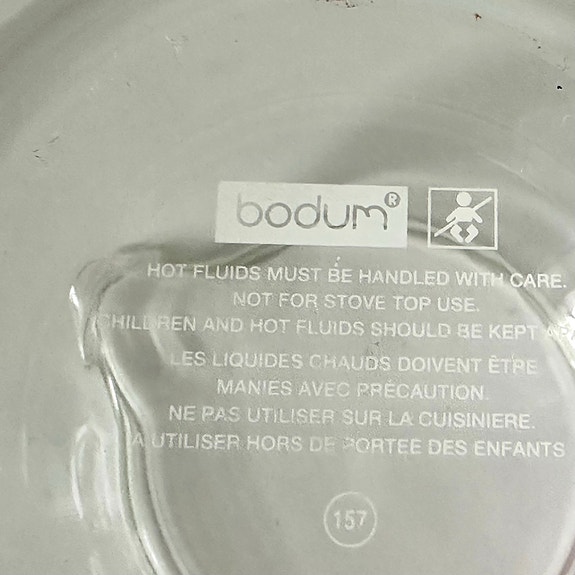 bodum®
HOT FLUIDS MUST BE HANDLED WITH CARE.
NOT FOR STOVE TOP USE.
CHILDREN AND HOT FLUIDS SHOULD BE KEPT
LES LIQUIDES CHAUDS DOIVENT ÊTRE
MANIES AVEC PRÉCAUTION.
NE PAS UTILISER SUR LA CUISINIERE.
A UTILISER HORS DE PORTEE DES ENFANTS
157